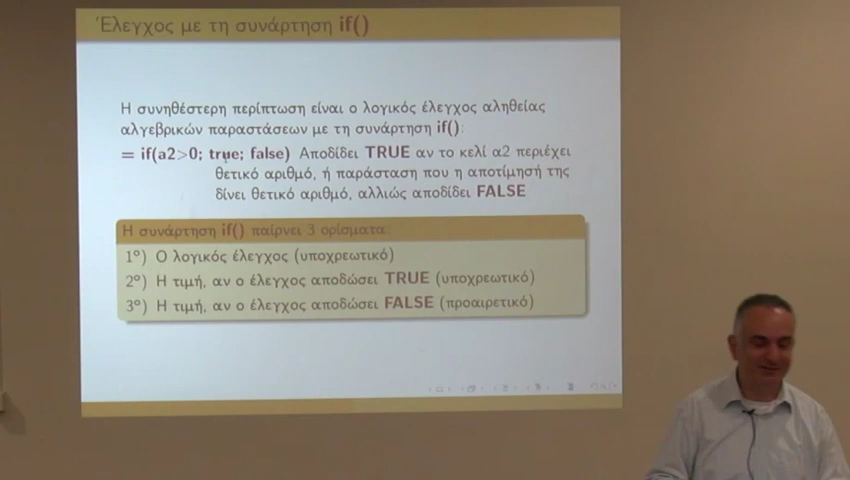 Έλεγχος με τη συνάρτηση if()
Η συνηθέστερη περίπτωση είναι ο λογικός έλεγχος αληθείας
αλγεβρικών παραστάσεων με τη συνάρτηση if():
= if(a2>0; true; false) Αποδίδει TRUE αν το κελί α2 περιέχει
θετικό αριθμό, ή παράσταση που η αποτίμησή της
δίνει θετικό αριθμό, αλλιώς αποδίδει FALSE
Η συνάρτηση if() παίρνει 3 ορίσματα:
1º) Ο λογικός έλεγχος (υποχρεωτικό)
2º) Η τιμή, αν ο έλεγχος αποδώσει TRUE (υποχρεωτικό)
3º) Η τιμή, αν ο έλεγχος αποδώσει FALSE (προαιρετικό)